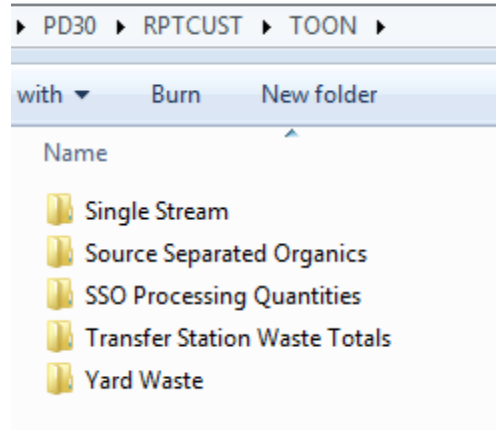 PD30 RPTCUST TOON
with Burn New folder
Name
Single Stream
Source Separated Organics
SSO Processing Quantities
Transfer Station Waste Totals
Yard Waste